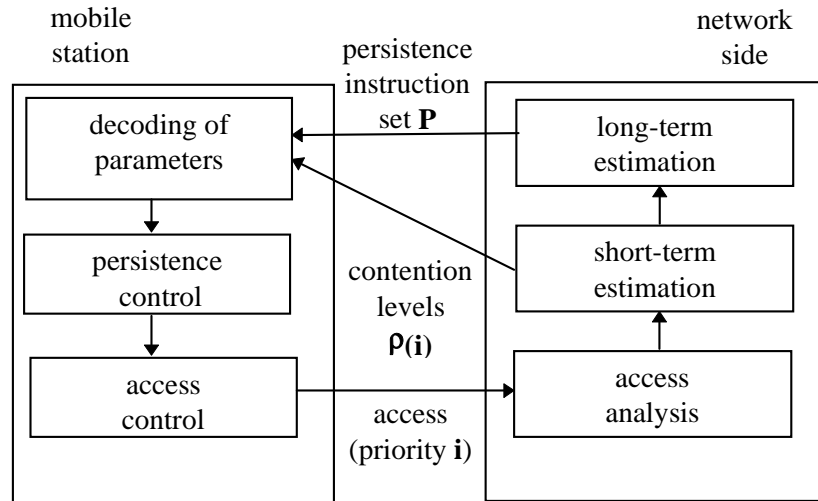 mobile
station
network
side
persistence
instruction
set P
decoding of
parameters
long-term
estimation
persistence
control
contention
levels
ρ(i)
short-term
estimation
access
control
access
(priority i)
access
analysis